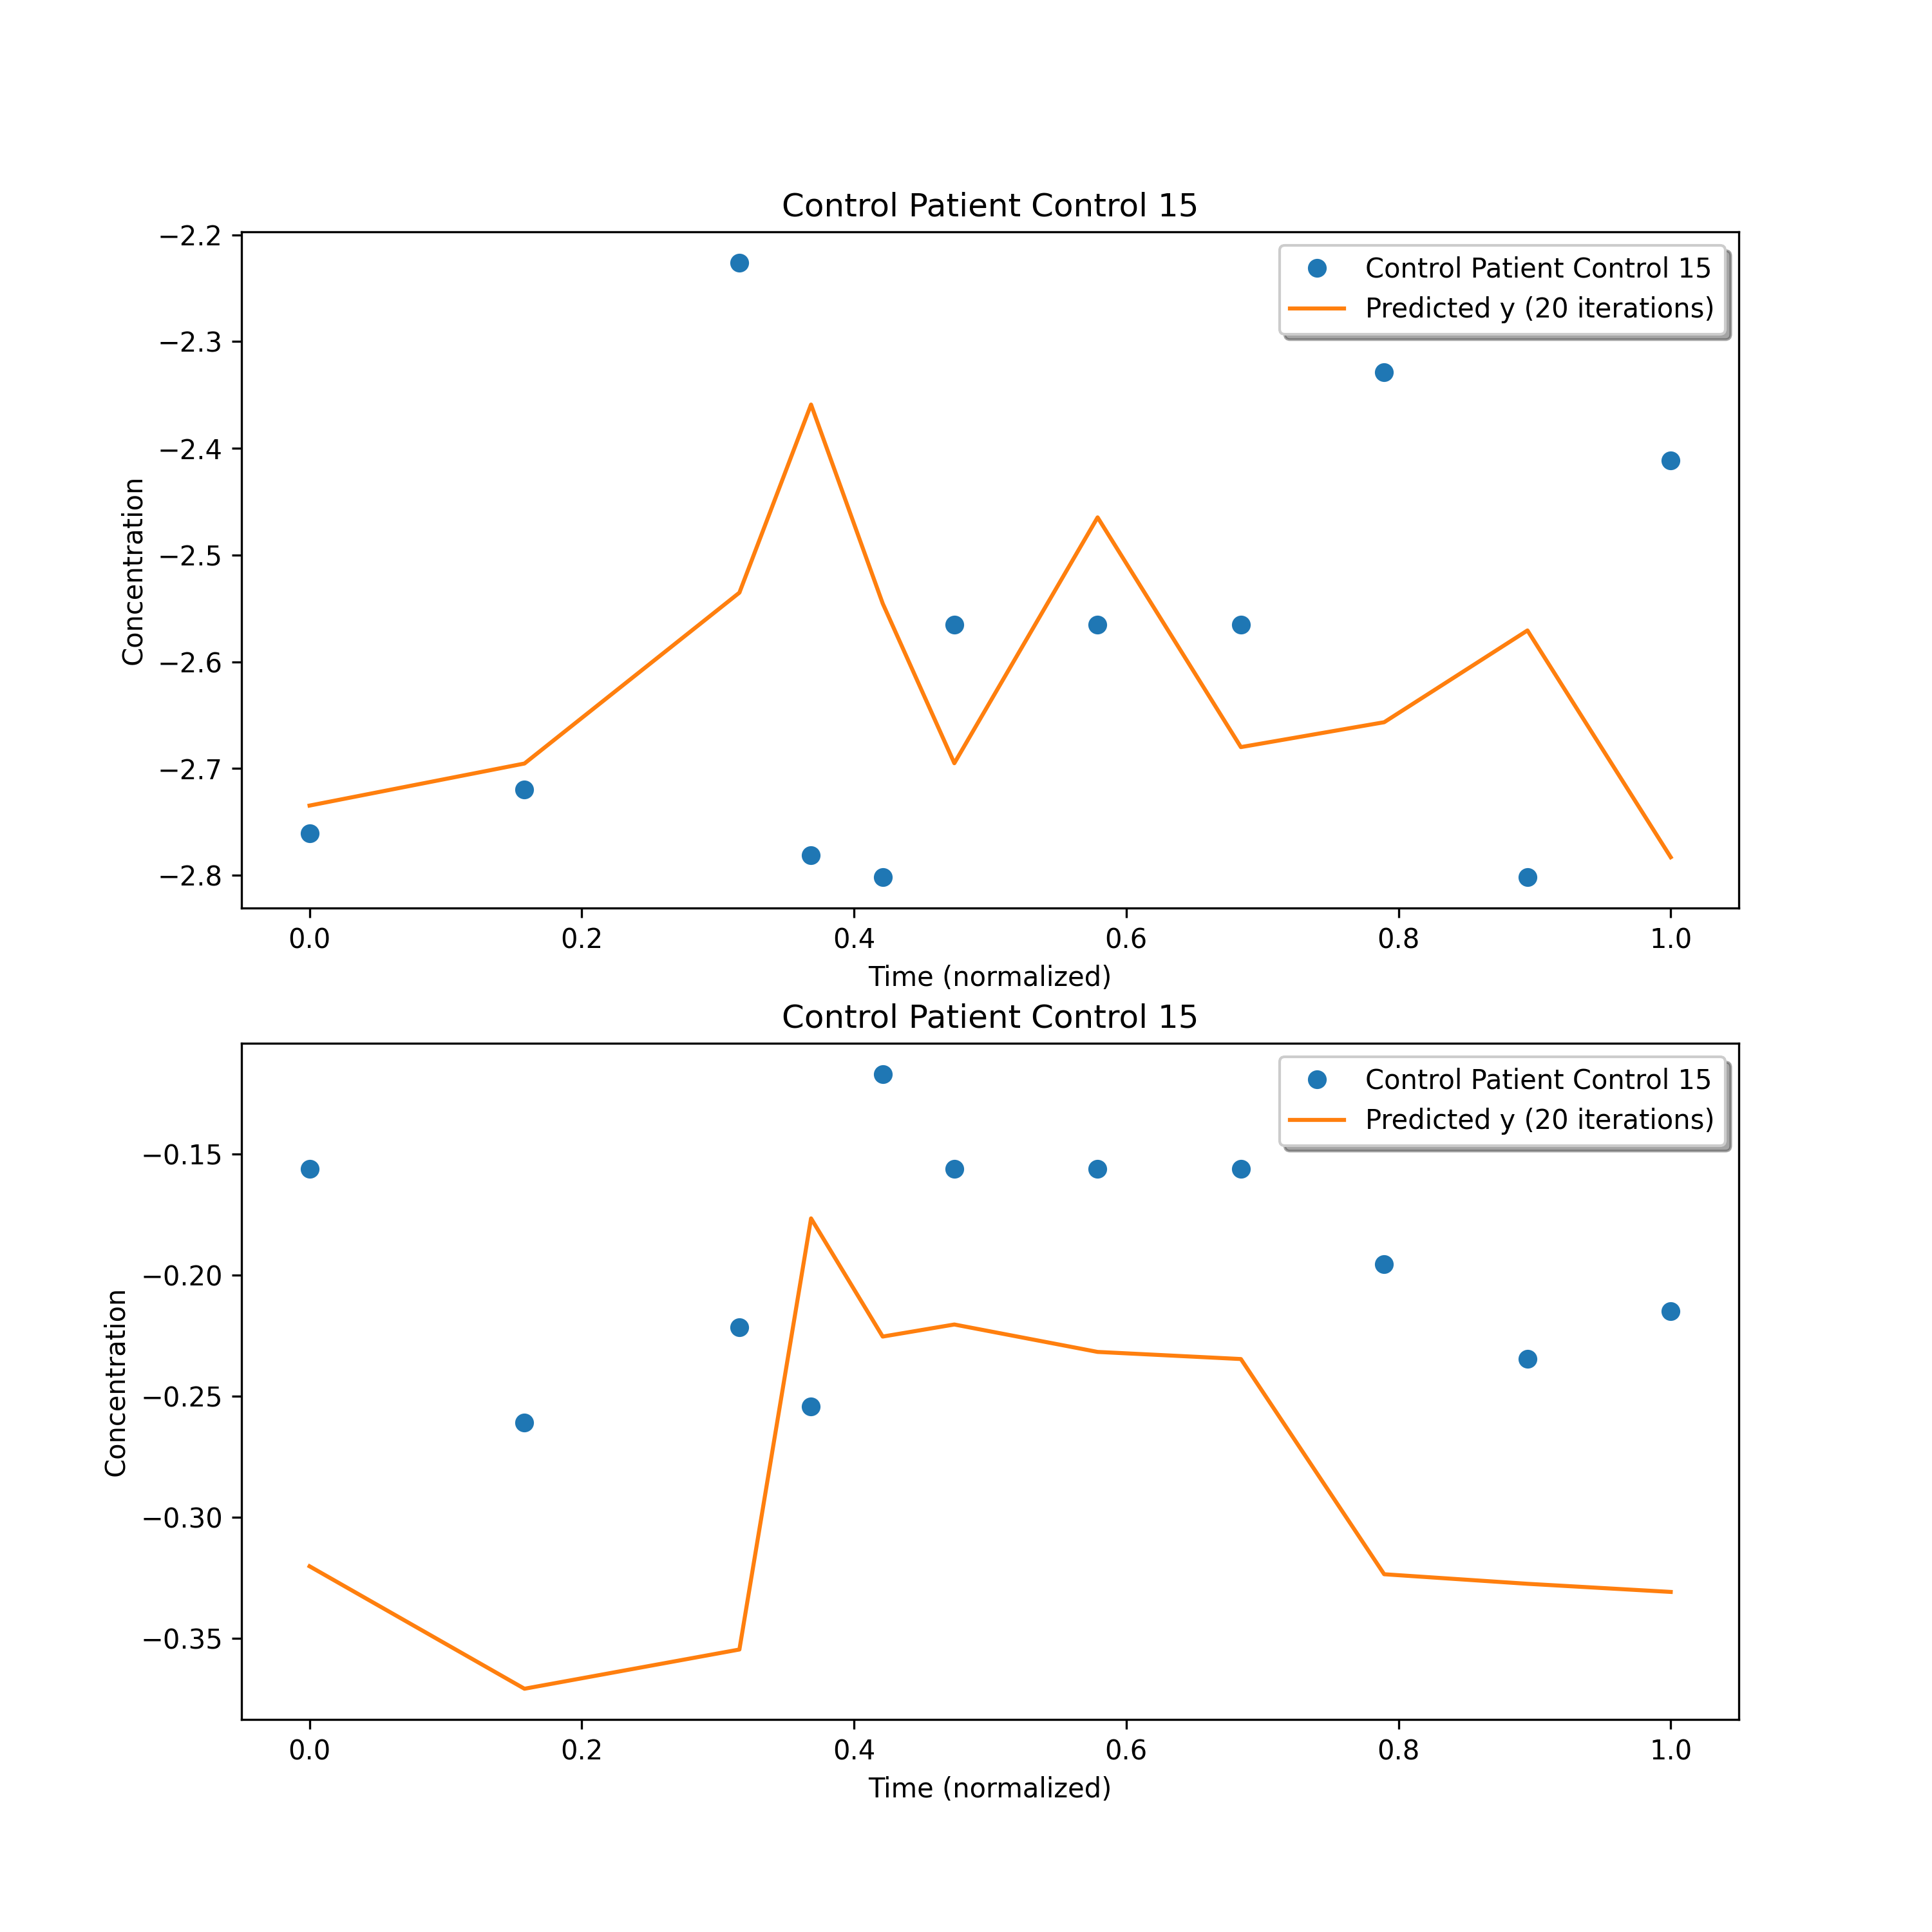 Control Patient Control 15
−2.2
−2.3
−2.4
−2.5
−2.6
−2.7
−2.8
Concentration
Control Patient Control 15
Predicted y (20 iterations)
0.0 0.2 0.4 0.6 0.8 1.0
Time (normalized)
Control Patient Control 15
−0.15
−0.20
−0.25
−0.30
−0.35
Concentration
Control Patient Control 15
Predicted y (20 iterations)
0.0 0.2 0.4 0.6 0.8 1.0
Time (normalized)